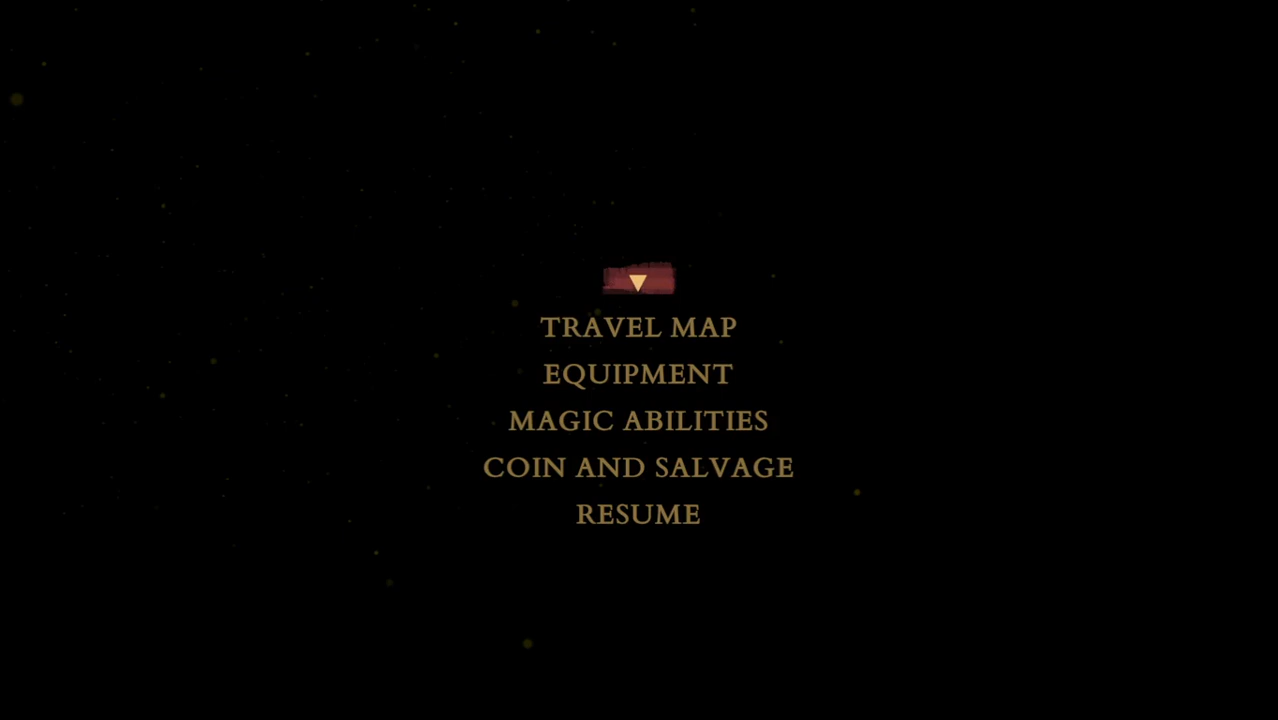 TRAVEL MAP
EQUIPMENT
MAGIC ABILITIES
COIN AND SALVAGE
RESUME